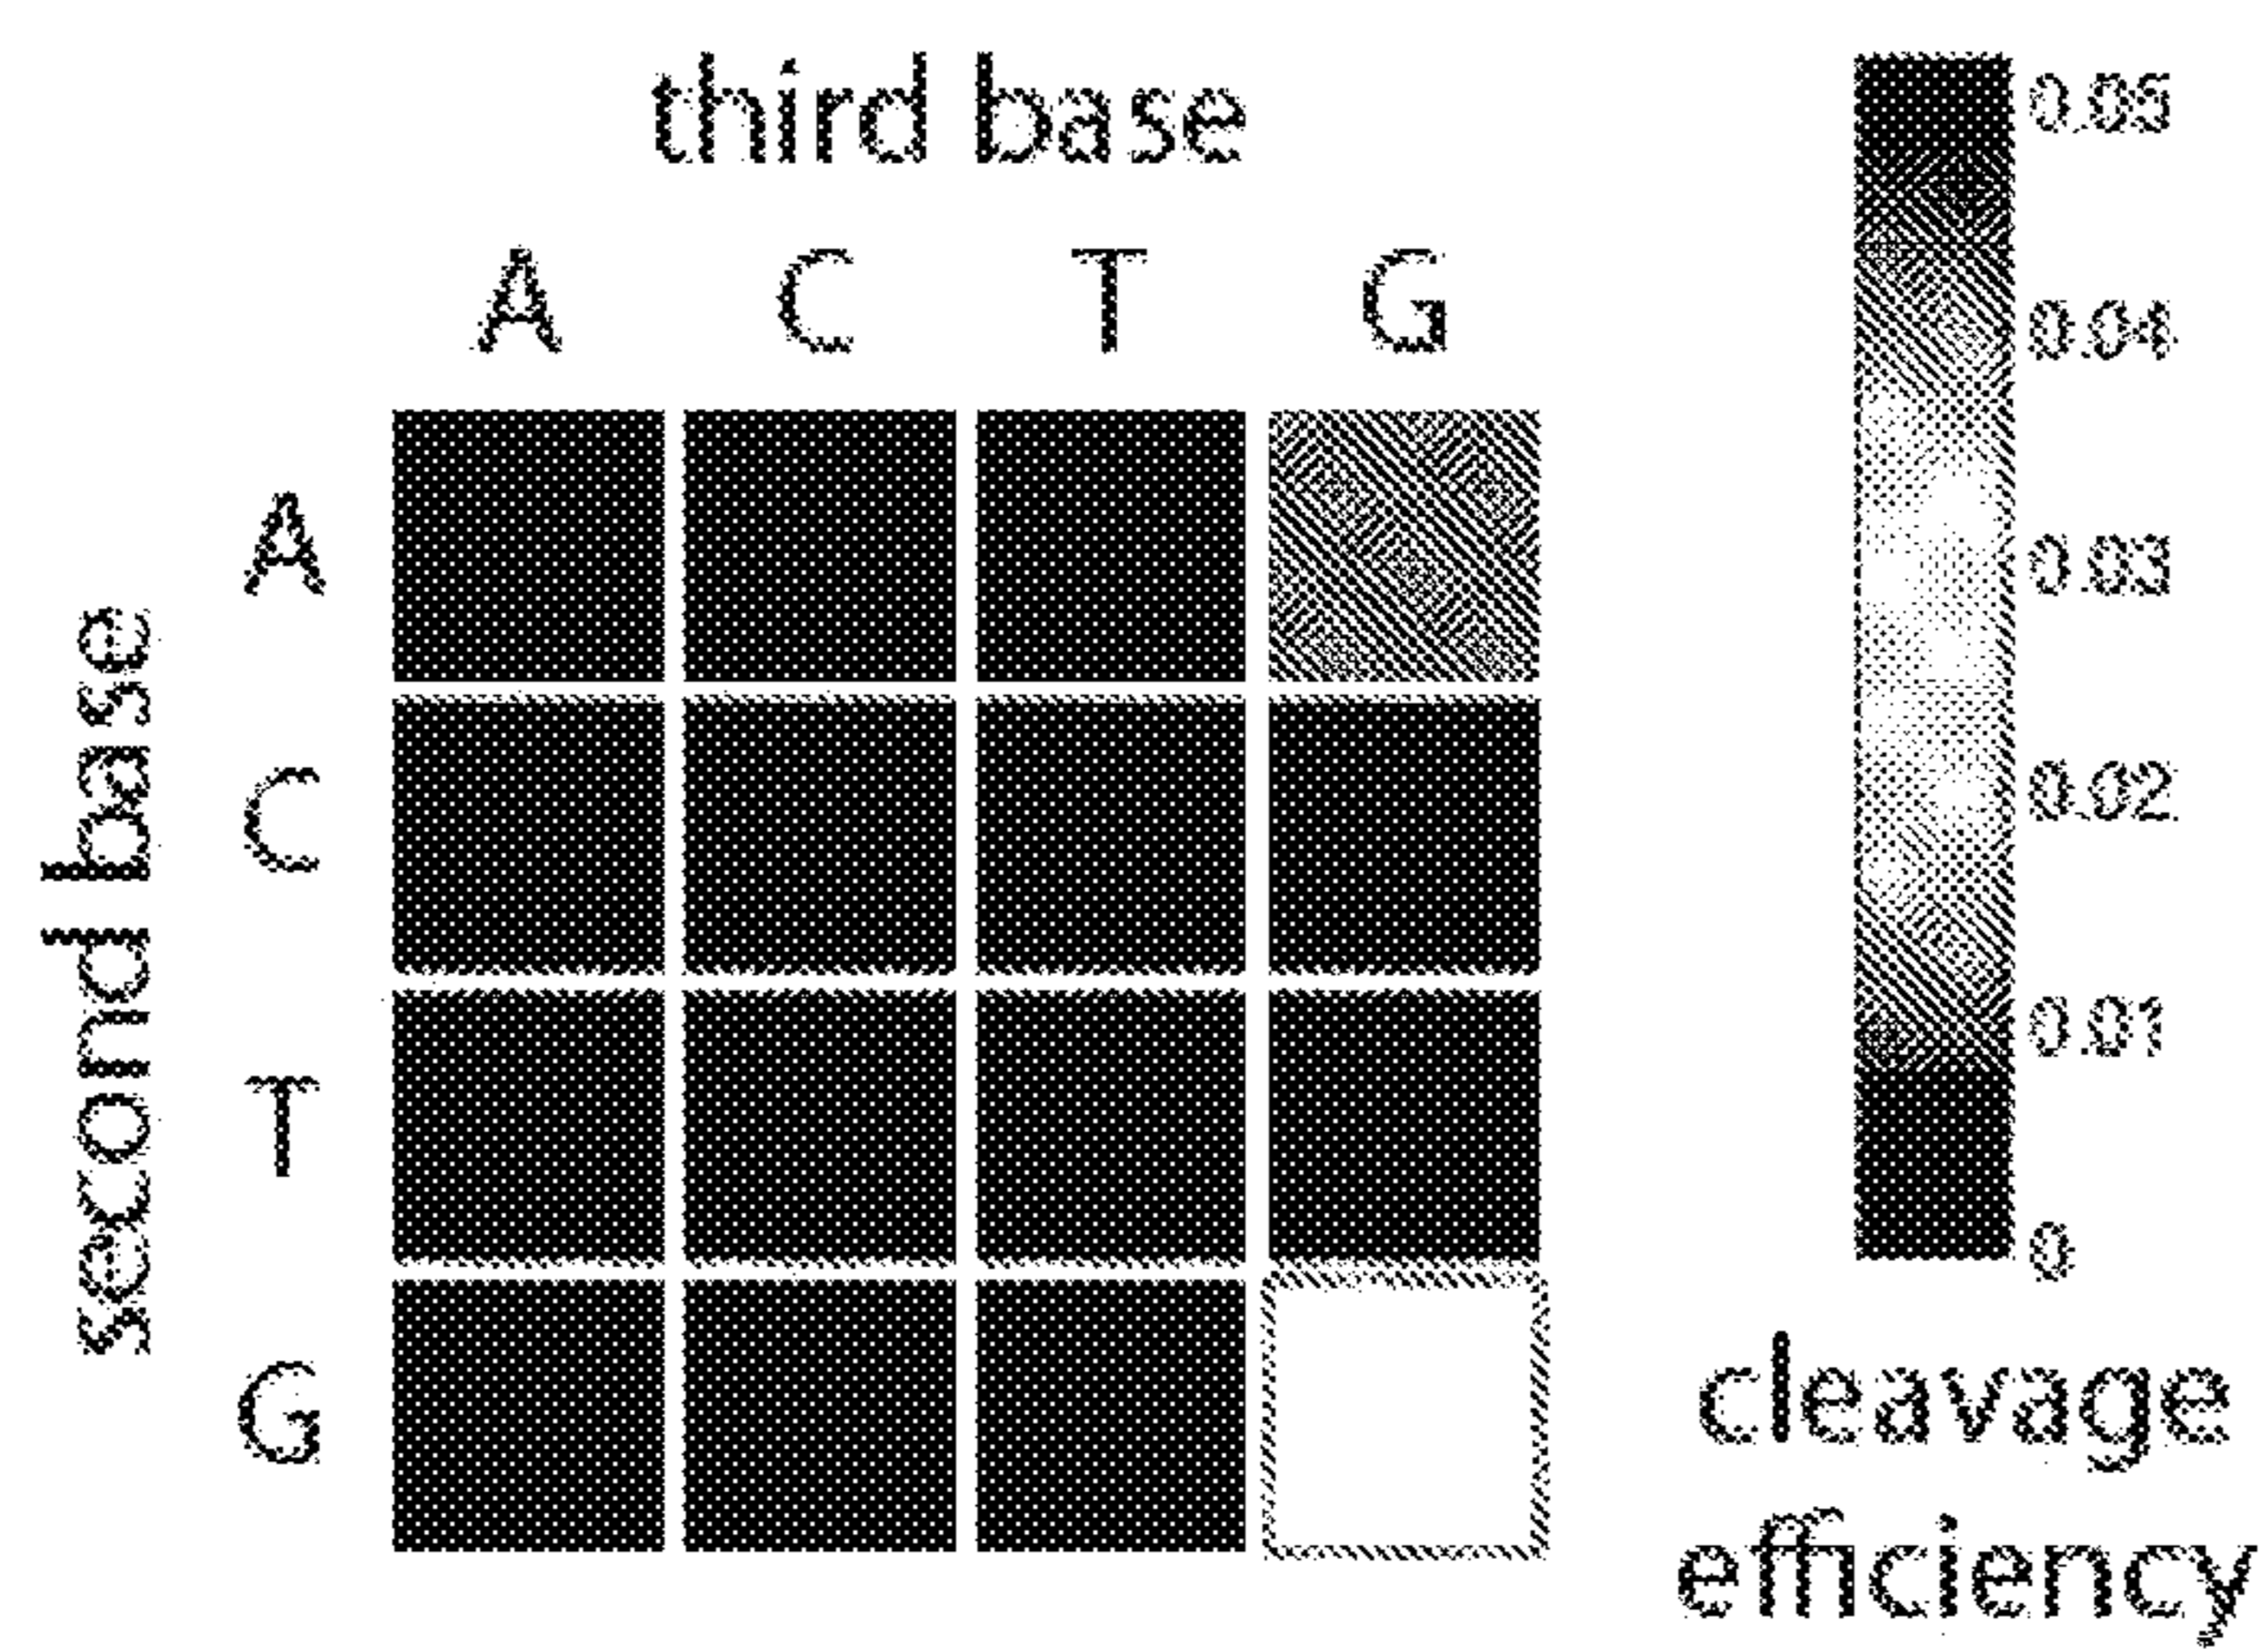 third base
A C T G
second base
A
C
T
G
0.05
0.04
0.03
0.02
0.01
0
cleavage
efficiency